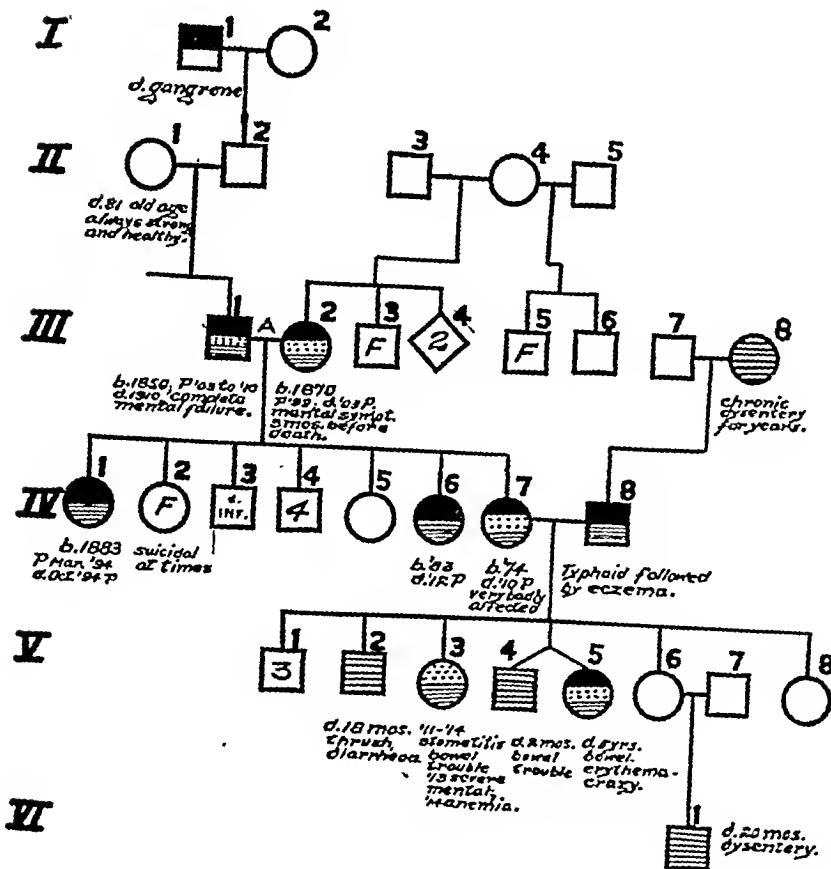 I
1
2
d. gangrene
II
1
2
3
4
5
d. 81 old age
always strong
and healthy.
III
1
A
2
3
F
4
2
5
F
6
7
8
b. 1850, P '03 to '10
d. 1910 'complete
mental failure.
b. 1870
P '99, d. '03 P.
mental sympt.
mos. before
death.
chronic
dysentery
for years.
IV
1
2
F
3
d.
INF.
4
4
5
6
7
8
b. 1883
P Mar. '94
d. Oct. '94 P
suicidal
at times
b. '83
d. '12 P
b. '74
d. '10 P
very badly
affected
Typhoid followed
by eczema.
V
1
3
2
3
4
5
6
7
8
d. 18 mos.
thrush,
diarrhoea
'11-'14
stometitis
bowel
trouble
'13 severe
mental.
anemia.
d. 2 mos.
bowel
trouble
d. 5 yrs.
bowel.
erythema-
crazy.
VI
1
d. 20 mos.
dysentery.